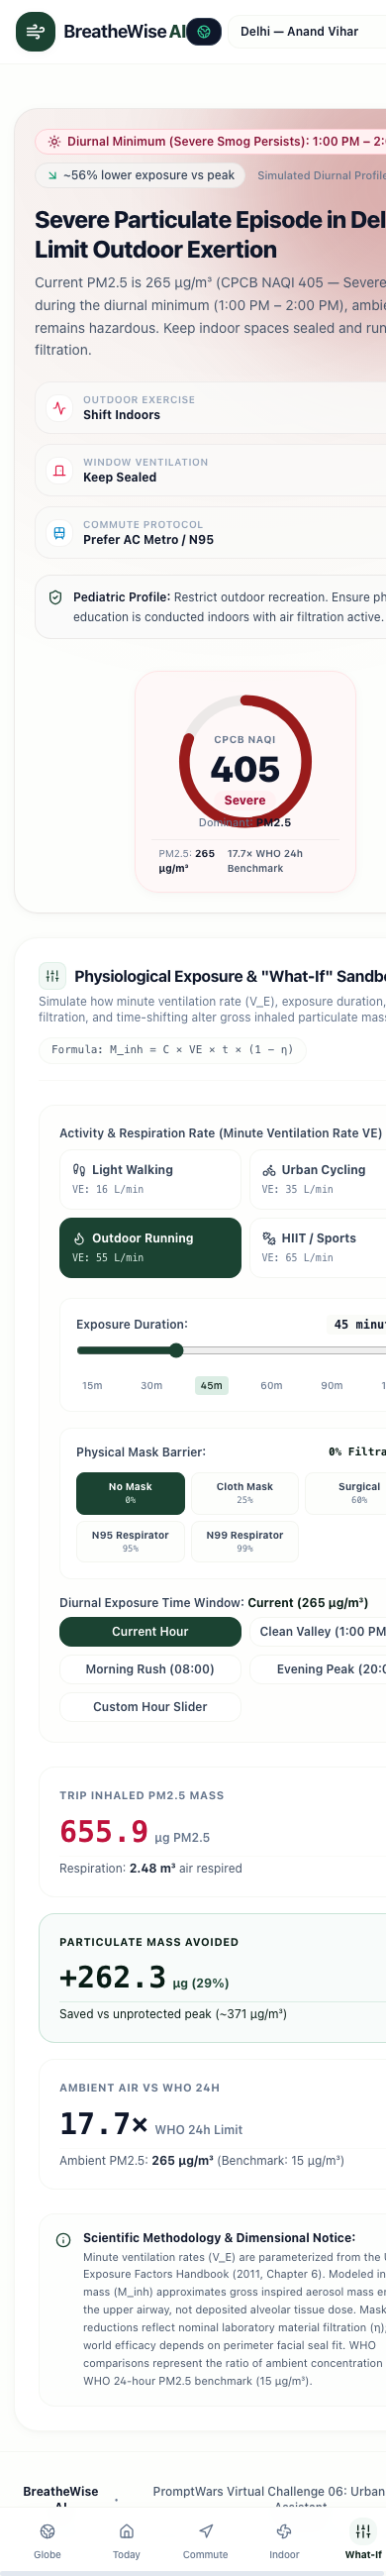 BreatheWise AI
Delhi — Anand Vihar
Diurnal Minimum (Severe Smog Persists): 1:00 PM – 2:
~56% lower exposure vs peak
Simulated Diurnal Profile
Severe Particulate Episode in Del
Limit Outdoor Exertion
Current PM2.5 is 265 µg/m³ (CPCB NAQI 405 — Severe
during the diurnal minimum (1:00 PM – 2:00 PM), ambie
remains hazardous. Keep indoor spaces sealed and run
filtration.
OUTDOOR EXERCISE
Shift Indoors
WINDOW VENTILATION
Keep Sealed
COMMUTE PROTOCOL
Prefer AC Metro / N95
Pediatric Profile: Restrict outdoor recreation. Ensure ph
education is conducted indoors with air filtration active.
CPCB NAQI
405
Severe
Dominant: PM2.5
PM2.5: 265 µg/m³
17.7× WHO 24h Benchmark
Physiological Exposure & "What-If" Sandbo
Simulate how minute ventilation rate (V_E), exposure duration,
filtration, and time-shifting alter gross inhaled particulate mass
Formula: M_inh = C × VE × t × (1 − η)
Activity & Respiration Rate (Minute Ventilation Rate VE)
Light Walking
VE: 16 L/min
Urban Cycling
VE: 35 L/min
Outdoor Running
VE: 55 L/min
HIIT / Sports
VE: 65 L/min
Exposure Duration:
45 minut
15m 30m 45m 60m 90m 1
Physical Mask Barrier:
0% Filtra
No Mask
0%
Cloth Mask
25%
Surgical
60%
N95 Respirator
95%
N99 Respirator
99%
Diurnal Exposure Time Window: Current (265 µg/m³)
Current Hour
Clean Valley (1:00 PM
Morning Rush (08:00)
Evening Peak (20:0
Custom Hour Slider
TRIP INHALED PM2.5 MASS
655.9 µg PM2.5
Respiration: 2.48 m³ air respired
PARTICULATE MASS AVOIDED
+262.3 µg (29%)
Saved vs unprotected peak (~371 µg/m³)
AMBIENT AIR VS WHO 24H
17.7× WHO 24h Limit
Ambient PM2.5: 265 µg/m³ (Benchmark: 15 µg/m³)
Scientific Methodology & Dimensional Notice:
Minute ventilation rates (V_E) are parameterized from the U
Exposure Factors Handbook (2011, Chapter 6). Modeled in
mass (M_inh) approximates gross inspired aerosol mass en
the upper airway, not deposited alveolar tissue dose. Mask
reductions reflect nominal laboratory material filtration (η),
world efficacy depends on perimeter facial seal fit. WHO
comparisons represent the ratio of ambient concentration
WHO 24-hour PM2.5 benchmark (15 µg/m³).
BreatheWise AI
•
PromptWars Virtual Challenge 06: Urban
Assistant
Globe
Today
Commute
Indoor
What-If